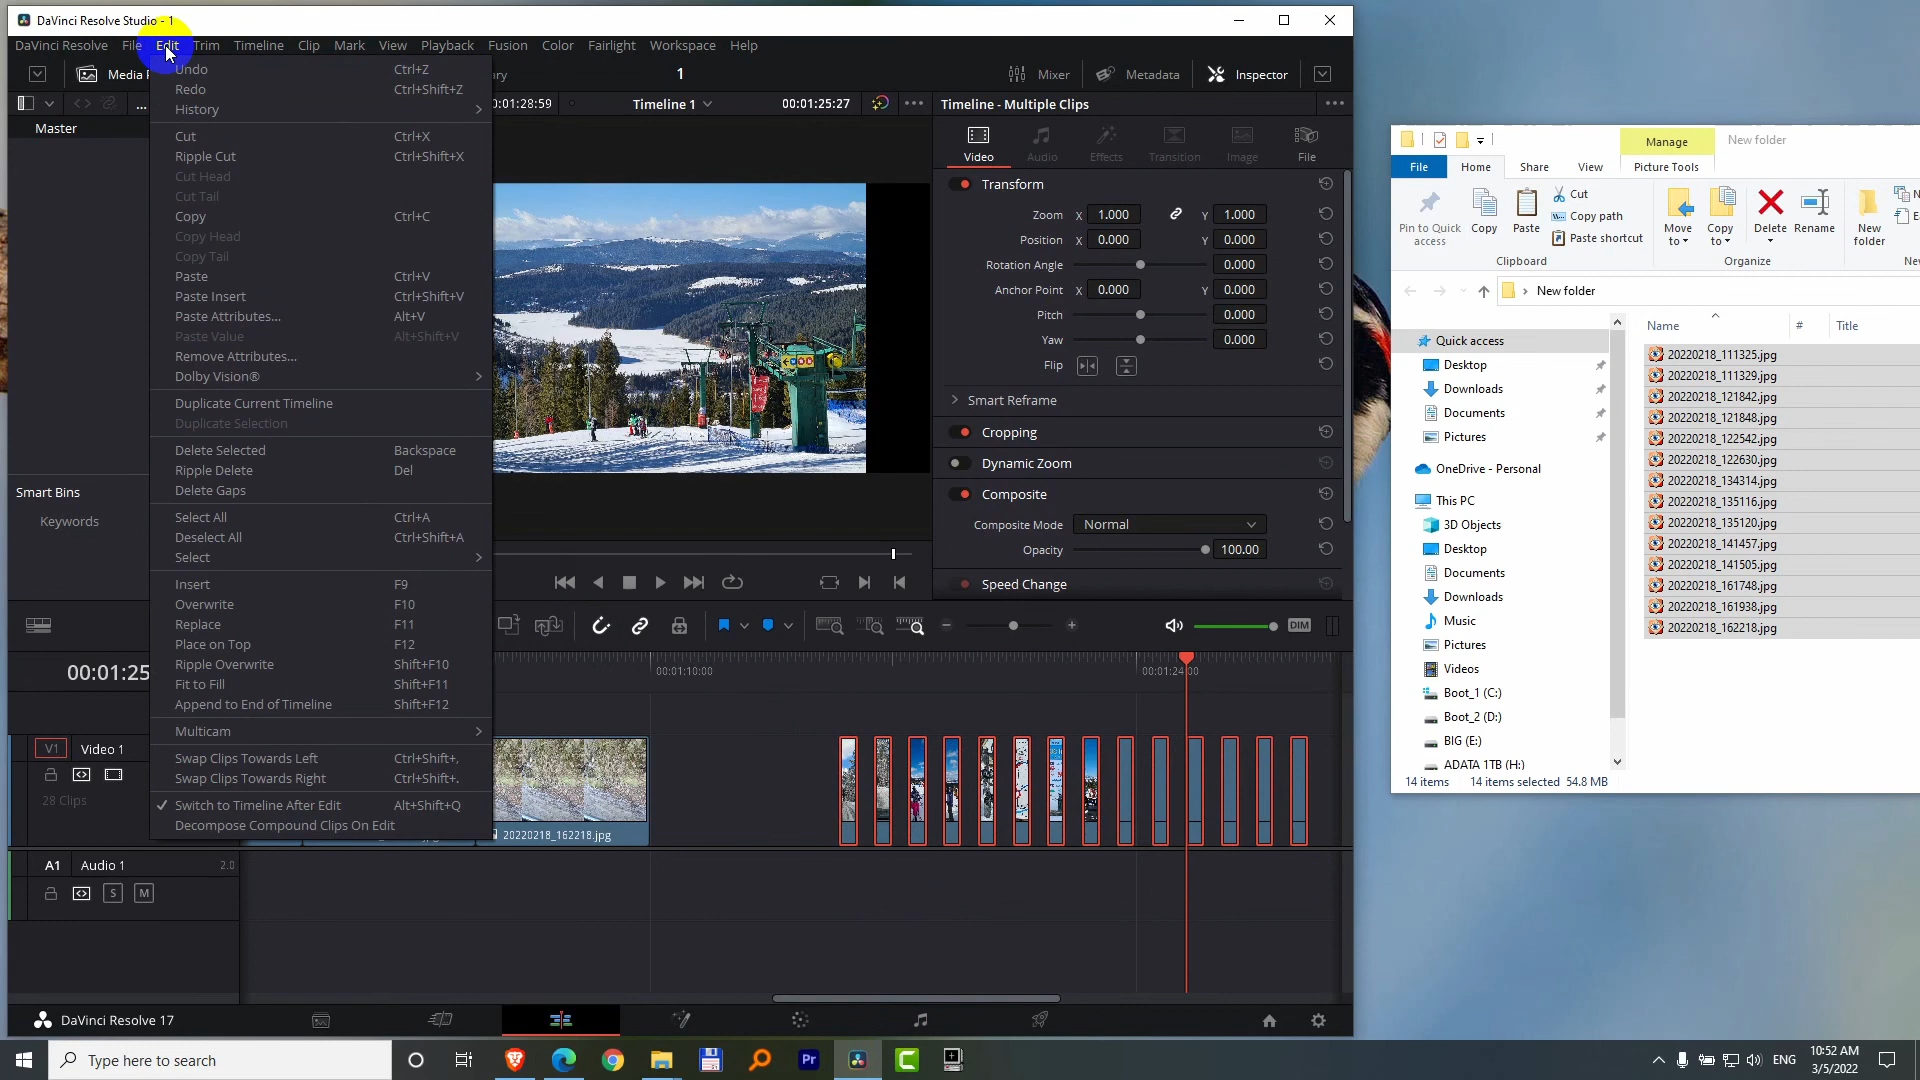 DaVinci Resolve Studio - 1
DaVinci Resolve File Edit Trim Timeline Clip Mark View Playback Fusion Color Fairlight Workspace Help
Media
1
Mixer Metadata Inspector
01:28:59 Timeline 1 00:01:25:27 Timeline - Multiple Clips
Master
Smart Bins
Keywords
Undo Ctrl+Z
Redo Ctrl+Shift+Z
History
Cut Ctrl+X
Ripple Cut Ctrl+Shift+X
Cut Head
Cut Tail
Copy Ctrl+C
Copy Head
Copy Tail
Paste Ctrl+V
Paste Insert Ctrl+Shift+V
Paste Attributes... Alt+V
Paste Value Alt+Shift+V
Remove Attributes...
Dolby Vision®
Duplicate Current Timeline
Duplicate Selection
Delete Selected Backspace
Ripple Delete Del
Delete Gaps
Select All Ctrl+A
Deselect All Ctrl+Shift+A
Select
Insert F9
Overwrite F10
Replace F11
Place on Top F12
Ripple Overwrite Shift+F10
Fit to Fill Shift+F11
Append to End of Timeline Shift+F12
Multicam
Swap Clips Towards Left Ctrl+Shift+,
Swap Clips Towards Right Ctrl+Shift+.
Switch to Timeline After Edit Alt+Shift+Q
Decompose Compound Clips On Edit
Video Audio Effects Transition Image File
Transform
Zoom X 1.000 Y 1.000
Position X 0.000 Y 0.000
Rotation Angle 0.000
Anchor Point X 0.000 Y 0.000
Pitch 0.000
Yaw 0.000
Flip
Smart Reframe
Cropping
Dynamic Zoom
Composite
Composite Mode Normal
Opacity 100.00
Speed Change
DIM
00:01:25
00:01:10:00 00:01:24:00
V1 Video 1
28 Clips
20220218_162218.jpg
A1 Audio 1 2.0
S M
DaVinci Resolve 17
Manage New folder
File Home Share View Picture Tools
Pin to Quick access
Copy
Paste
Cut
Copy path
Paste shortcut
Move to
Copy to
Delete
Rename
New folder
Clipboard Organize
New folder
Name # Title
Quick access
Desktop
Downloads
Documents
Pictures
OneDrive - Personal
This PC
3D Objects
Desktop
Documents
Downloads
Music
Pictures
Videos
Boot_1 (C:)
Boot_2 (D:)
BIG (E:)
ADATA 1TB (H:)
20220218_111325.jpg
20220218_111329.jpg
20220218_121842.jpg
20220218_121848.jpg
20220218_122542.jpg
20220218_122630.jpg
20220218_134314.jpg
20220218_135116.jpg
20220218_135120.jpg
20220218_141457.jpg
20220218_141505.jpg
20220218_161748.jpg
20220218_161938.jpg
20220218_162218.jpg
14 items 14 items selected 54.8 MB
Type here to search
Pr
ENG
10:52 AM
3/5/2022